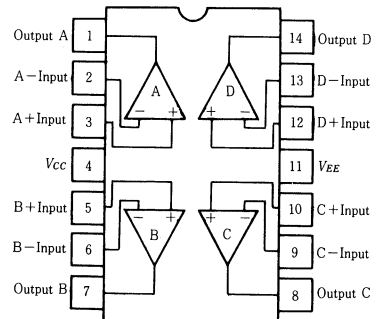 Output A 1
A−Input 2
A+Input 3
VCC 4
B+Input 5
B−Input 6
Output B 7
14 Output D
13 D−Input
12 D+Input
11 VEE
10 C+Input
9 C−Input
8 Output C
A
− +
D
+ −
− +
B
+ −
C